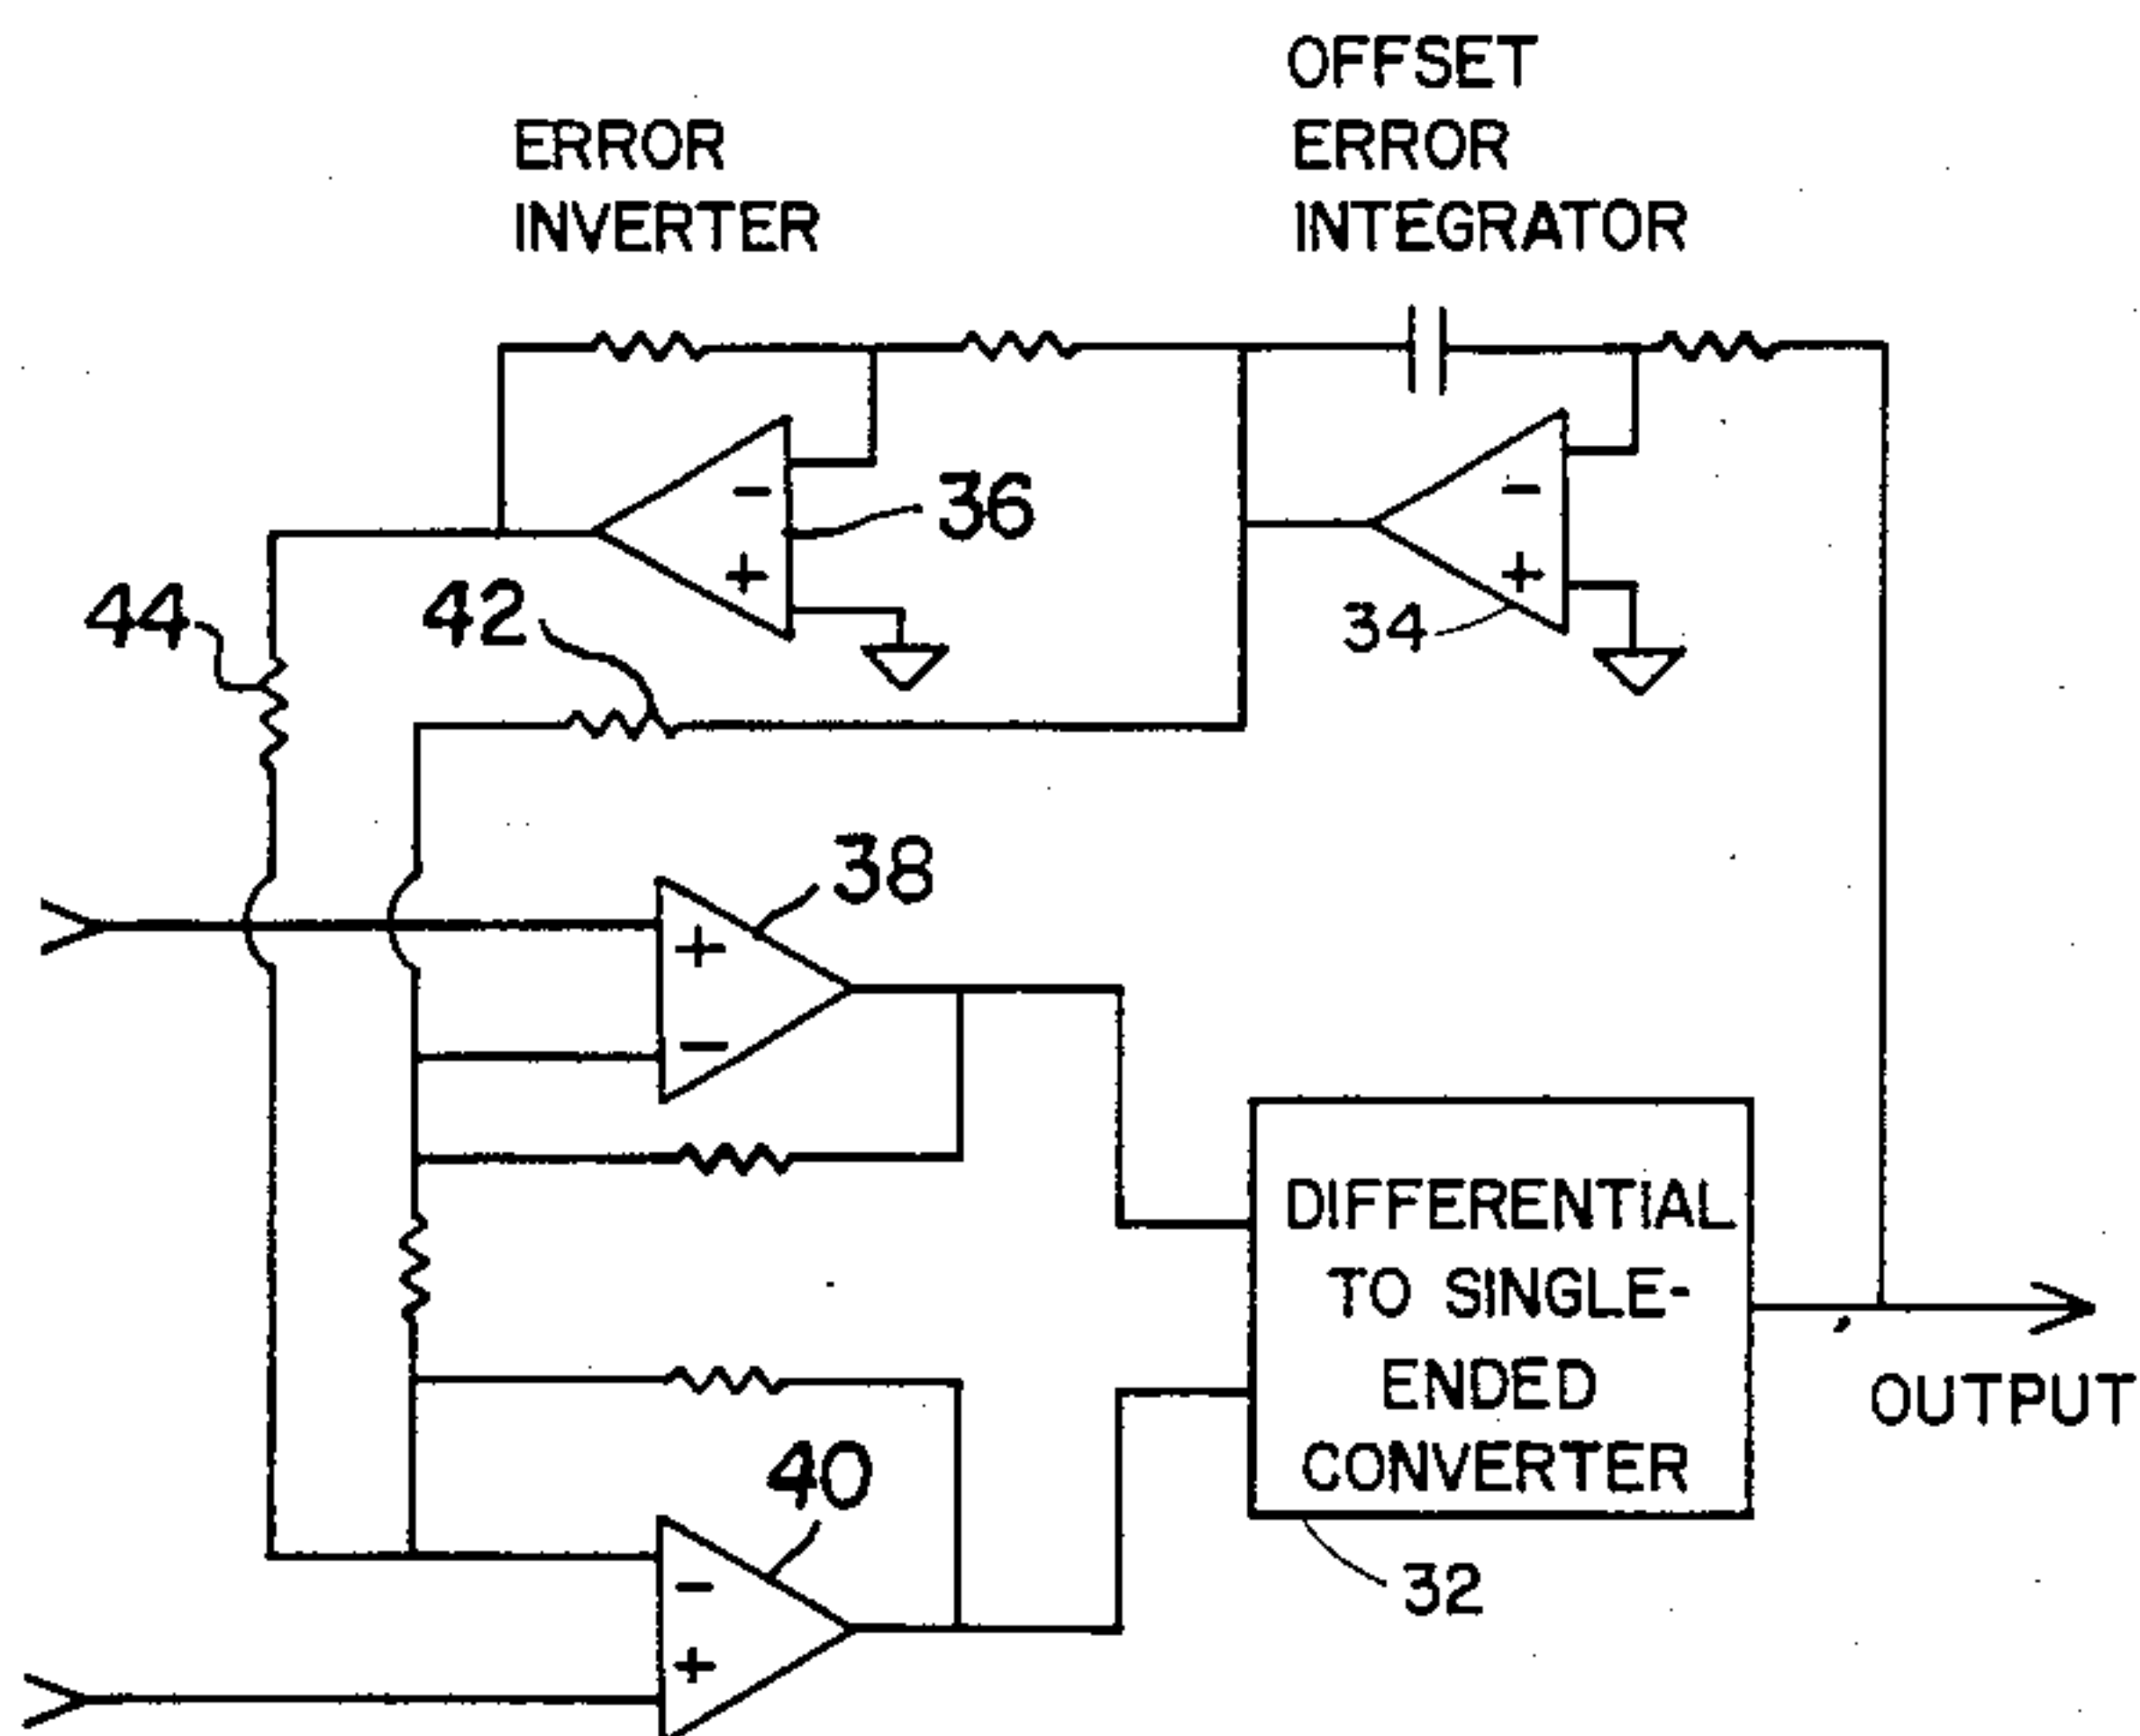 OFFSET
ERROR
INTEGRATOR
ERROR
INVERTER
36
42
44
34
38
DIFFERENTIAL
TO SINGLE-
ENDED
CONVERTER
OUTPUT
40
32